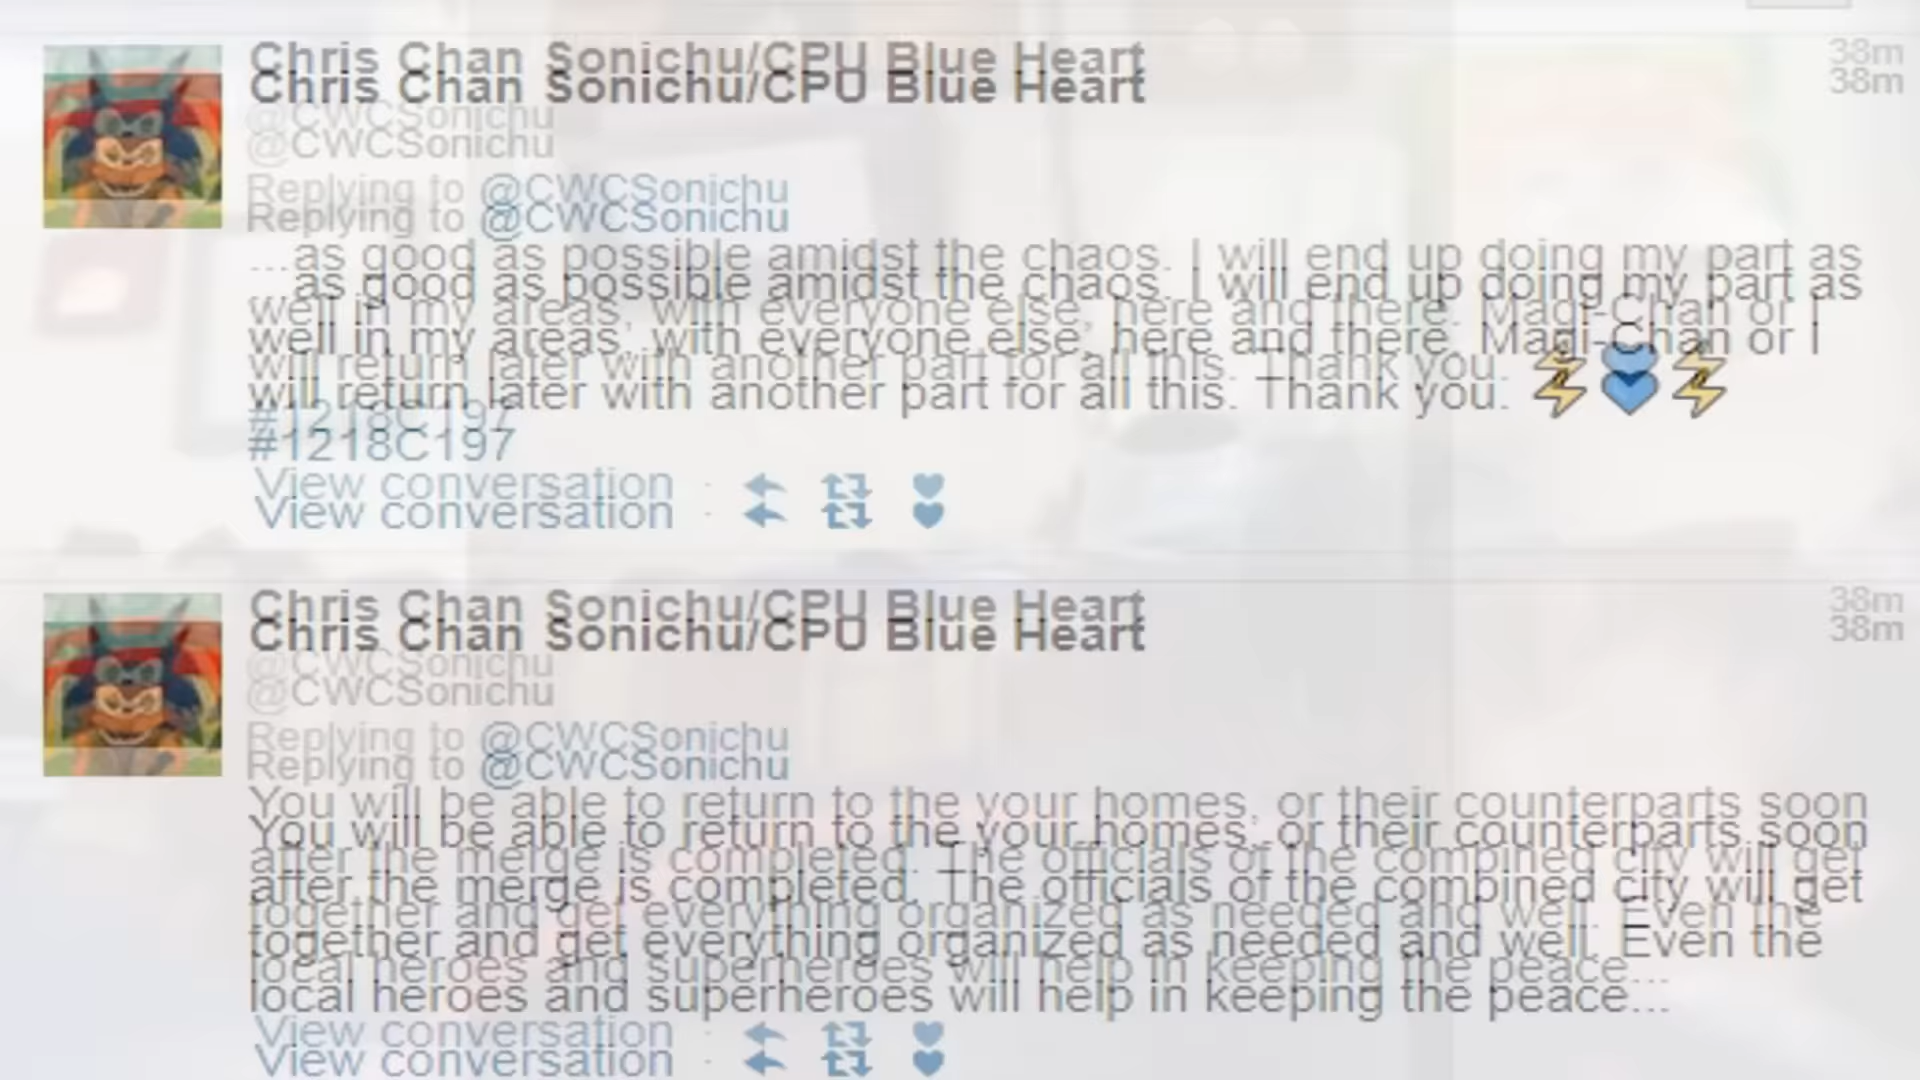 Chris Chan Sonichu/CPU Blue Heart
38m
@CWCSonichu
Replying to @CWCSonichu
...as good as possible amidst the chaos. I will end up doing my part as
well in my areas, with everyone else, here and there. Magi-Chan or I
will return later with another part for all this. Thank you. ⚡💙⚡
#1218C197
View conversation ·
Chris Chan Sonichu/CPU Blue Heart
38m
@CWCSonichu
Replying to @CWCSonichu
You will be able to return to the your homes, or their counterparts soon
after the merge is completed. The officials of the combined city will get
together and get everything organized as needed and well. Even the
local heroes and superheroes will help in keeping the peace...
View conversation ·